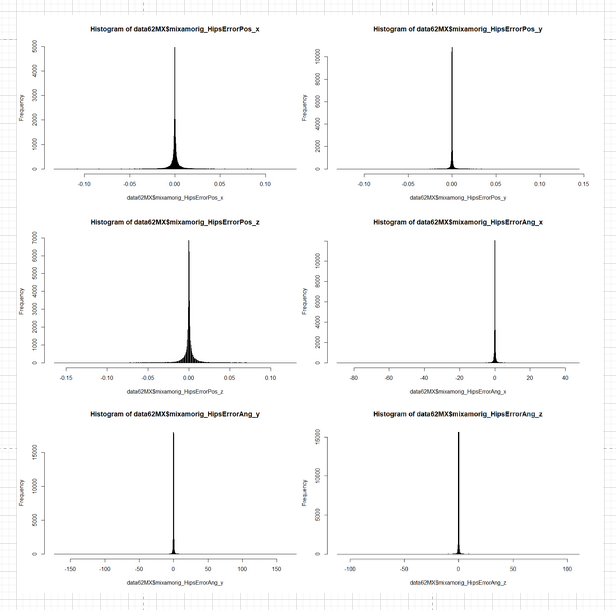 Histogram of data62MX$mixamorig_HipsErrorPos_x
Frequency
0 1000 2000 3000 4000 5000
-0.10 -0.05 0.00 0.05 0.10
data62MX$mixamorig_HipsErrorPos_x
Histogram of data62MX$mixamorig_HipsErrorPos_y
Frequency
0 2000 4000 6000 8000 10000
-0.10 -0.05 0.00 0.05 0.10 0.15
data62MX$mixamorig_HipsErrorPos_y
Histogram of data62MX$mixamorig_HipsErrorPos_z
Frequency
0 1000 2000 3000 4000 5000 6000 7000
-0.15 -0.10 -0.05 0.00 0.05 0.10
data62MX$mixamorig_HipsErrorPos_z
Histogram of data62MX$mixamorig_HipsErrorAng_x
Frequency
0 2000 4000 6000 8000 10000
-80 -60 -40 -20 0 20 40
data62MX$mixamorig_HipsErrorAng_x
Histogram of data62MX$mixamorig_HipsErrorAng_y
Frequency
0 5000 10000 15000
-150 -100 -50 0 50 100 150
data62MX$mixamorig_HipsErrorAng_y
Histogram of data62MX$mixamorig_HipsErrorAng_z
Frequency
0 5000 10000 15000
-100 -50 0 50 100
data62MX$mixamorig_HipsErrorAng_z